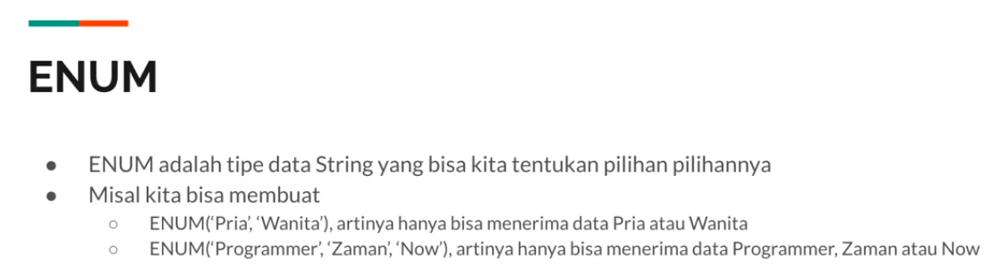 ENUM
● ENUM adalah tipe data String yang bisa kita tentukan pilihan pilihannya
● Misal kita bisa membuat
○ ENUM(‘Pria’, ‘Wanita’), artinya hanya bisa menerima data Pria atau Wanita
○ ENUM(‘Programmer’, ‘Zaman’, ‘Now’), artinya hanya bisa menerima data Programmer, Zaman atau Now